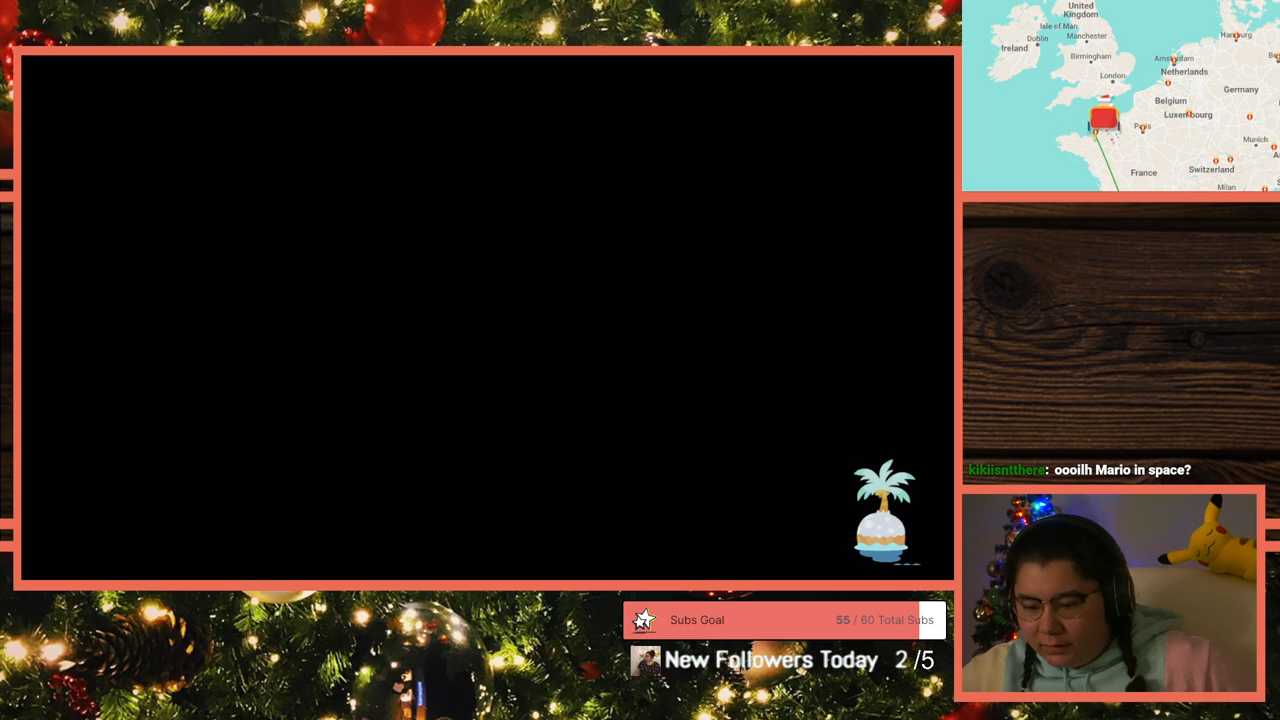 United
Kingdom
Isle of Man
Dublin
Manchester
Ireland
Birmingham
London
Hamburg
Amsterdam
Netherlands
Germany
Belgium
Luxembourg
Paris
Munich
Switzerland
France
Milan
kikiisntthere: oooilh Mario in space?
Subs Goal 55 / 60 Total Subs
New Followers Today 2 /5